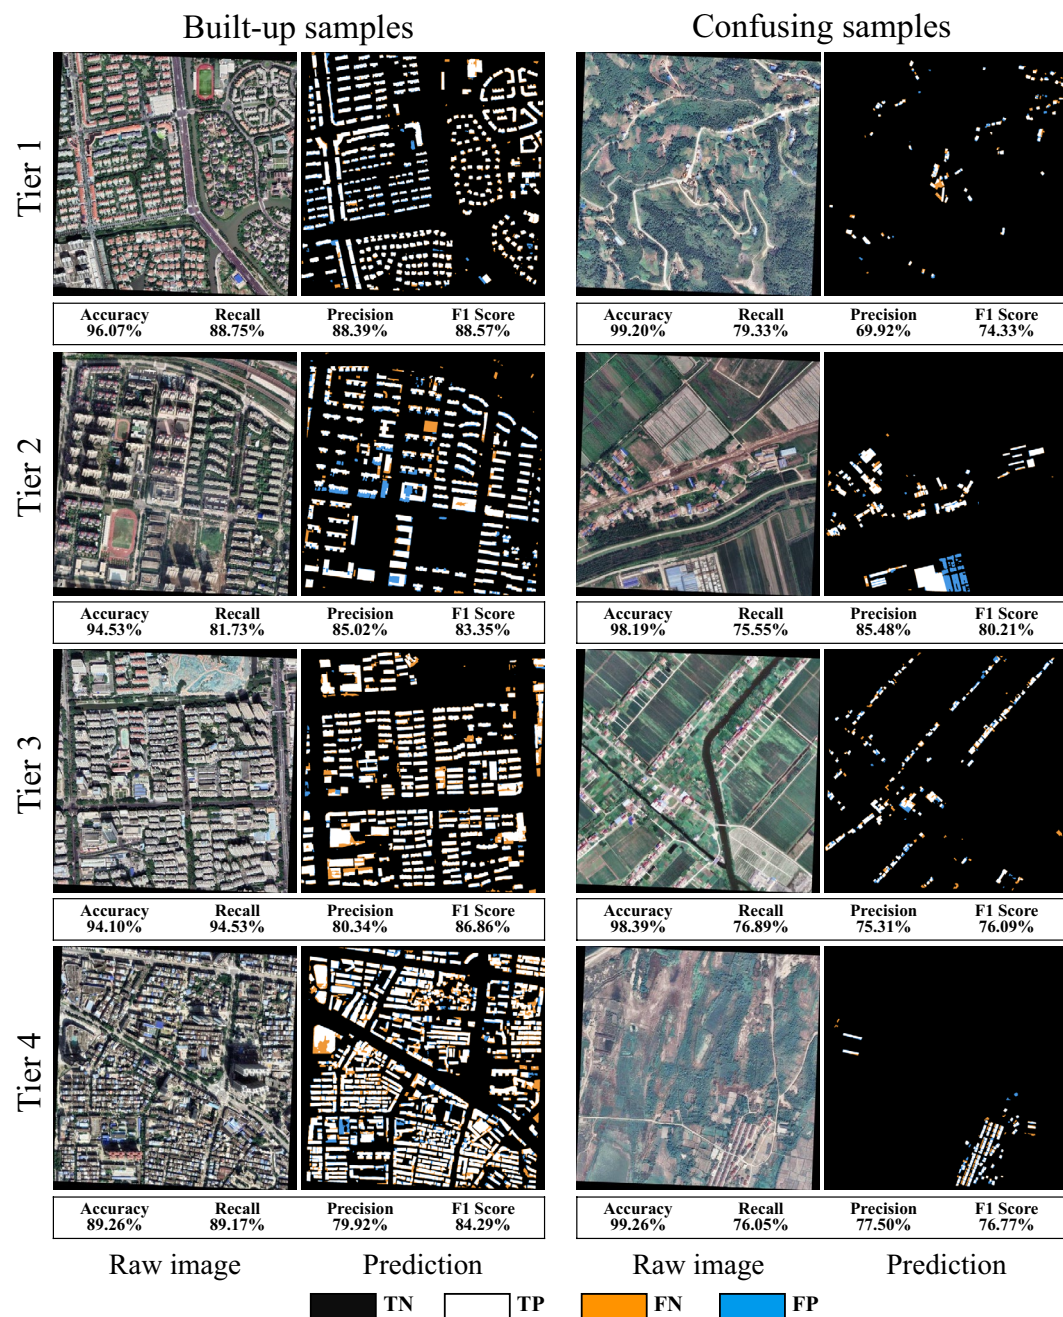 Built-up samples
Confusing samples
Tier 1
Accuracy Recall Precision F1 Score
96.07% 88.75% 88.39% 88.57%
Accuracy Recall Precision F1 Score
99.20% 79.33% 69.92% 74.33%
Tier 2
Accuracy Recall Precision F1 Score
94.53% 81.73% 85.02% 83.35%
Accuracy Recall Precision F1 Score
98.19% 75.55% 85.48% 80.21%
Tier 3
Accuracy Recall Precision F1 Score
94.10% 94.53% 80.34% 86.86%
Accuracy Recall Precision F1 Score
98.39% 76.89% 75.31% 76.09%
Tier 4
Accuracy Recall Precision F1 Score
89.26% 89.17% 79.92% 84.29%
Accuracy Recall Precision F1 Score
99.26% 76.05% 77.50% 76.77%
Raw image Prediction Raw image Prediction
TN TP FN FP